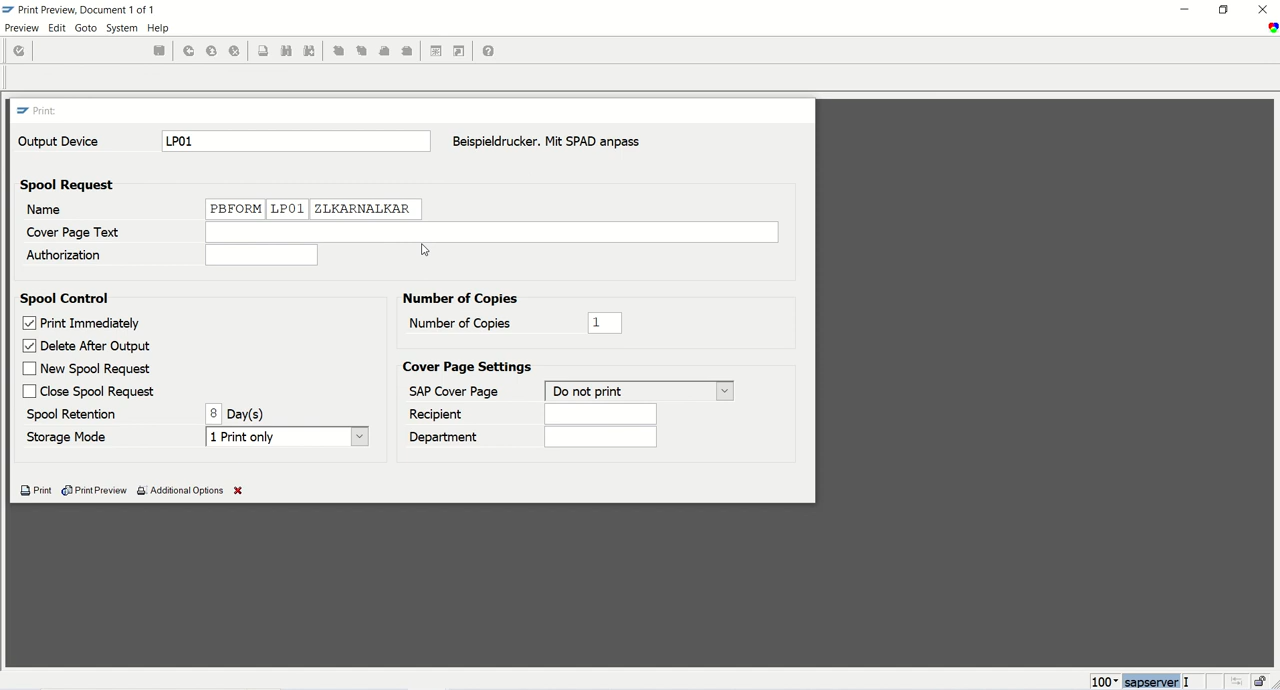 Print Preview, Document 1 of 1
Preview Edit Goto System Help
Print:
Output Device LP01 Beispieldrucker. Mit SPAD anpass
Spool Request
Name PBFORM LP01 ZLKARNALKAR
Cover Page Text
Authorization
Spool Control Number of Copies
Print Immediately Number of Copies 1
Delete After Output
New Spool Request Cover Page Settings
Close Spool Request SAP Cover Page Do not print
Spool Retention 8 Day(s) Recipient
Storage Mode 1 Print only Department
Print Print Preview Additional Options
100 sapserver